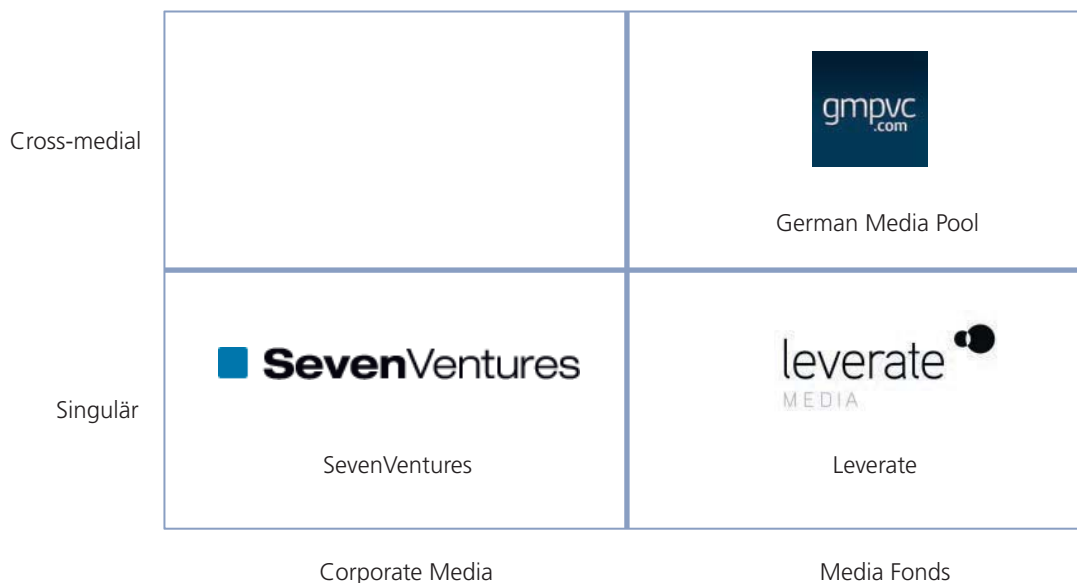 gmpvc
.com
Cross-medial
German Media Pool
SevenVentures
leverate
MEDIA
Singulär
SevenVentures
Leverate
Corporate Media
Media Fonds